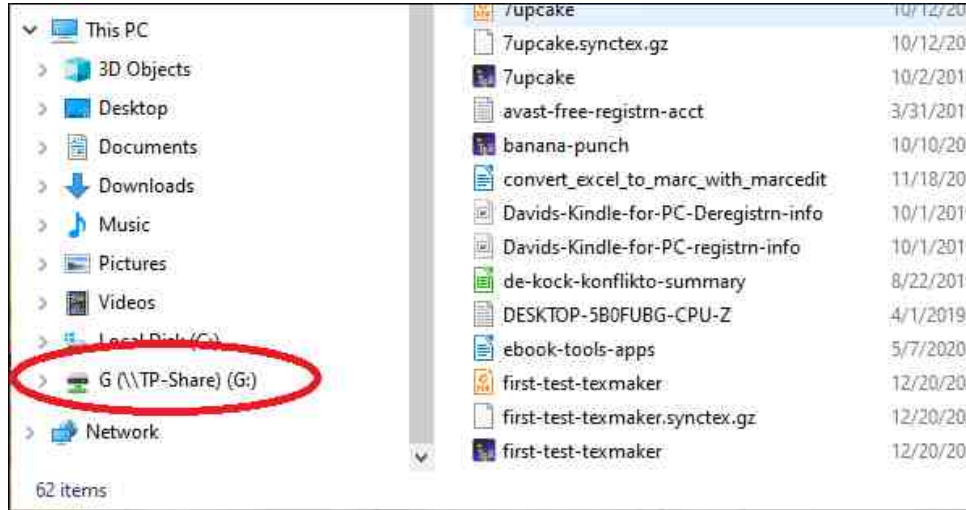 This PC
3D Objects
Desktop
Documents
Downloads
Music
Pictures
Videos
Local Disk (C:)
G (\\TP-Share) (G:)
Network
62 items
7upcake 10/12/20
7upcake.synctex.gz 10/12/20
7upcake 10/2/201
avast-free-registrn-acct 3/31/201
banana-punch 10/10/20
convert_excel_to_marc_with_marcedit 11/18/20
Davids-Kindle-for-PC-Deregistrn-info 10/1/201
Davids-Kindle-for-PC-registrn-info 10/1/201
de-kock-konflikto-summary 8/22/201
DESKTOP-5B0FUBG-CPU-Z 4/1/2019
ebook-tools-apps 5/7/2020
first-test-texmaker 12/20/20
first-test-texmaker.synctex.gz 12/20/20
first-test-texmaker 12/20/20